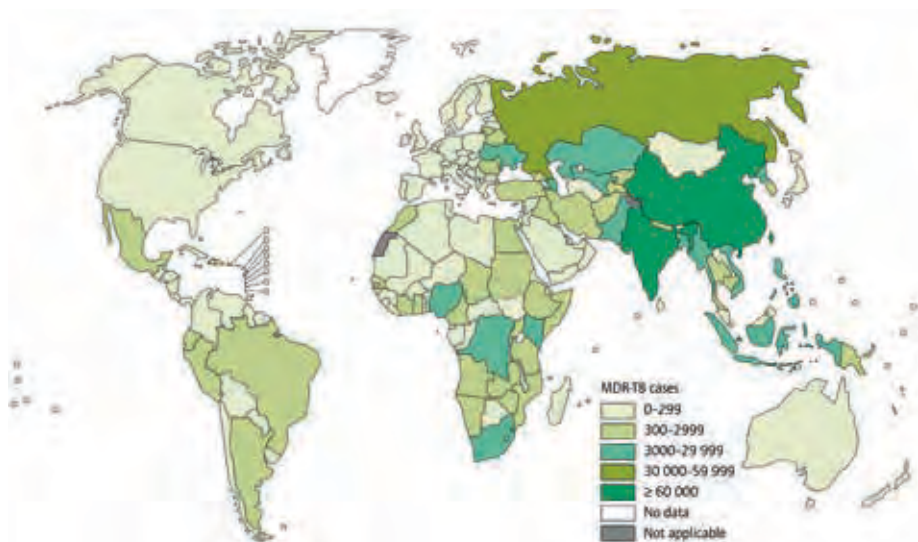 MDR-TB cases
0–299
300–2999
3000–29 999
30 000–59 999
≥ 60 000
No data
Not applicable